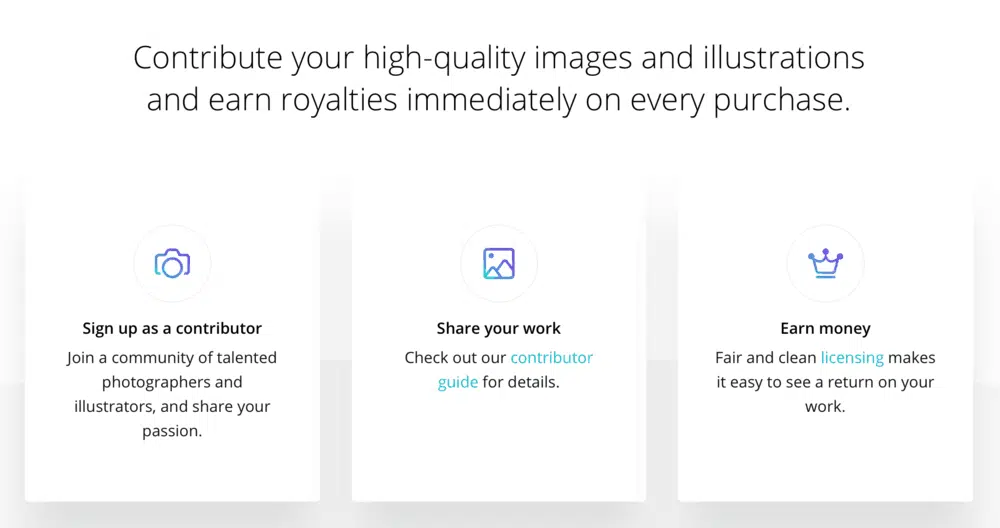 Contribute your high-quality images and illustrations
and earn royalties immediately on every purchase.
Sign up as a contributor
Join a community of talented
photographers and
illustrators, and share your
passion.
Share your work
Check out our contributor
guide for details.
Earn money
Fair and clean licensing makes
it easy to see a return on your
work.